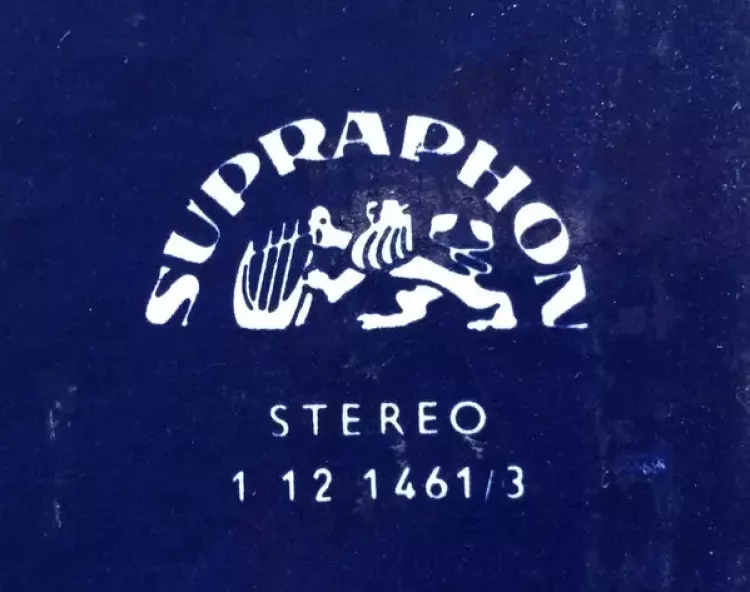 SUPRAPHON
STEREO
1 12 1461/3